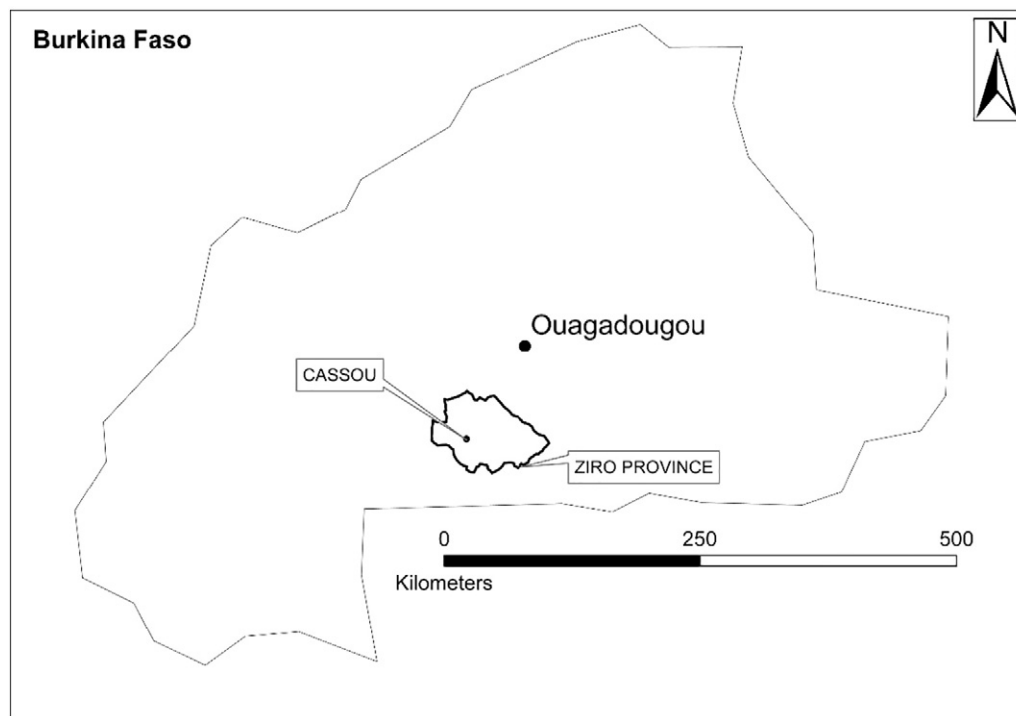 Burkina Faso
N
Ouagadougou
CASSOU
ZIRO PROVINCE
0 250 500
Kilometers